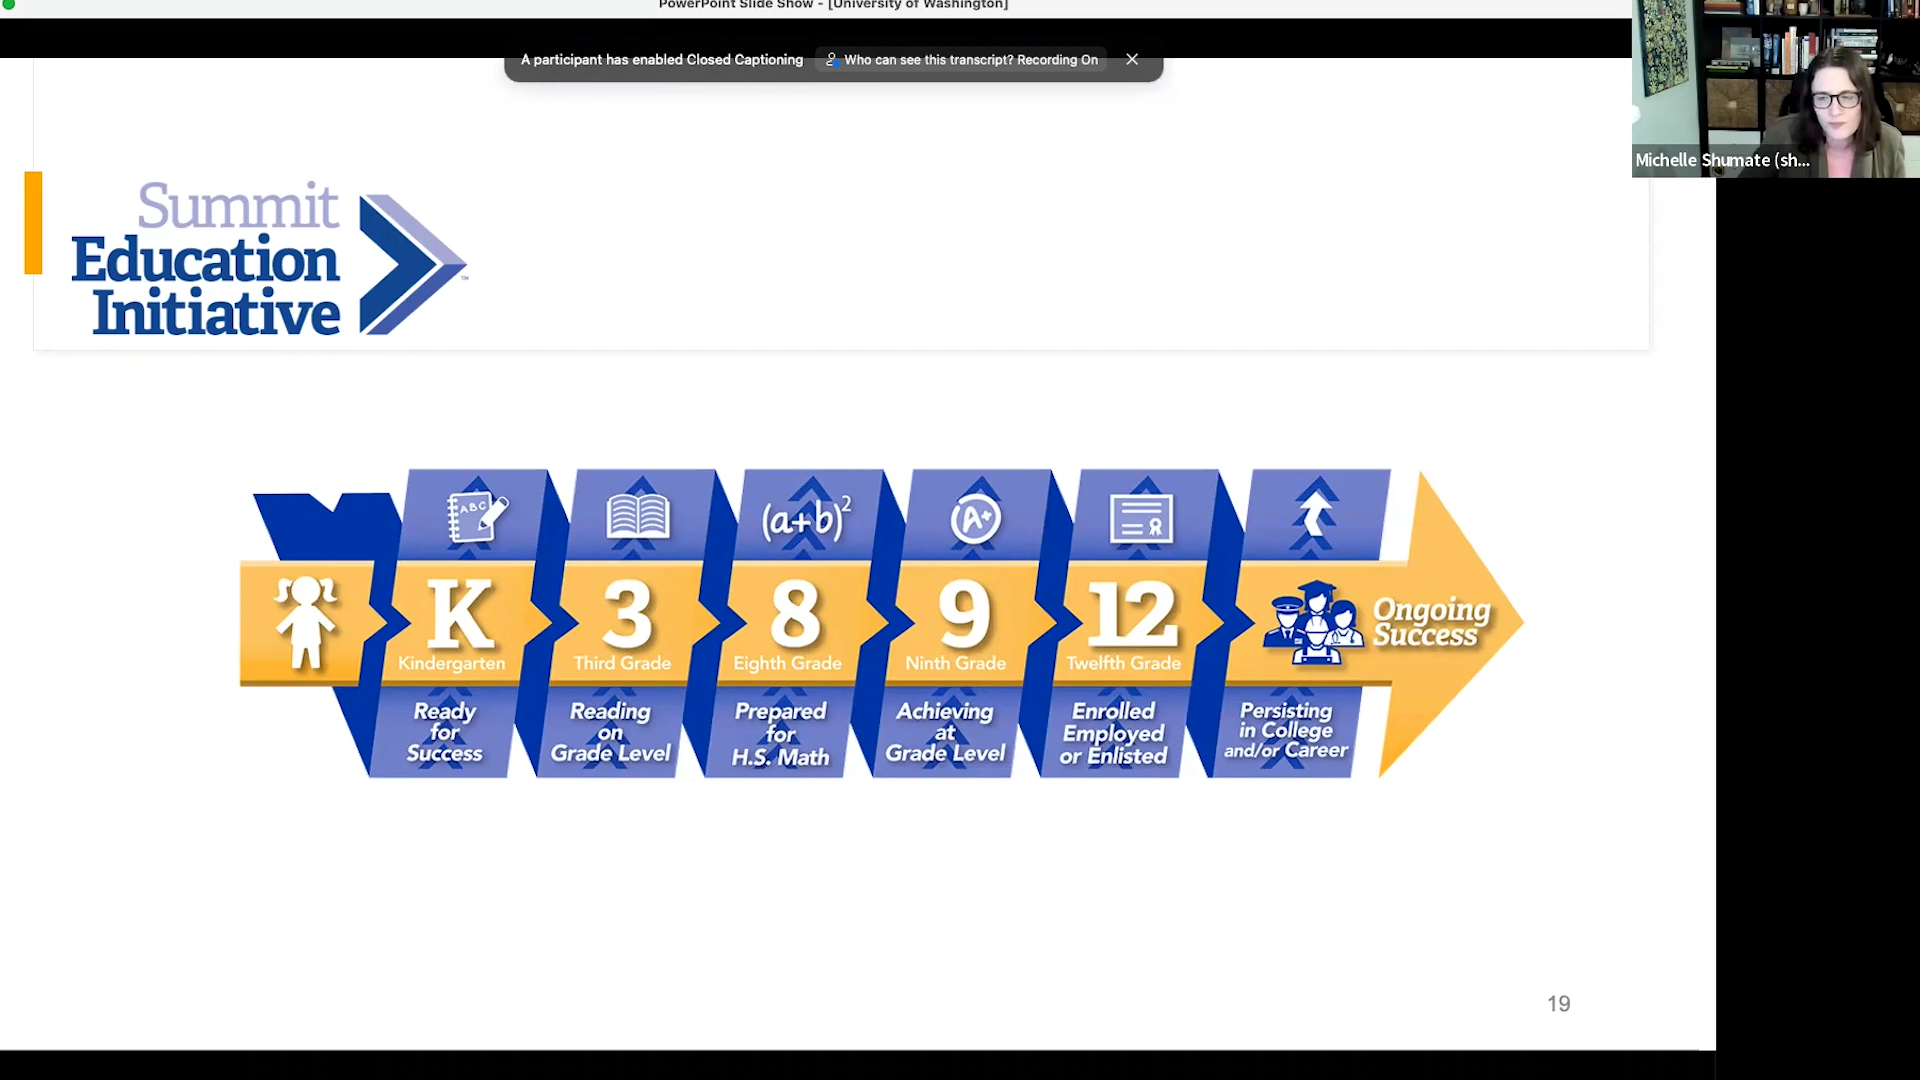 PowerPoint Slide Show - [University of Washington]
A participant has enabled Closed Captioning Who can see this transcript? Recording On
Michelle Shumate (sh...
Summit
Education
Initiative
TM
ABC
(a+b)2
A+
K
Kindergarten
3
Third Grade
8
Eighth Grade
9
Ninth Grade
12
Twelfth Grade
Ongoing
Success
Ready
for
Success
Reading
on
Grade Level
Prepared
for
H.S. Math
Achieving
at
Grade Level
Enrolled
Employed
or Enlisted
Persisting
in College
and/or Career
19